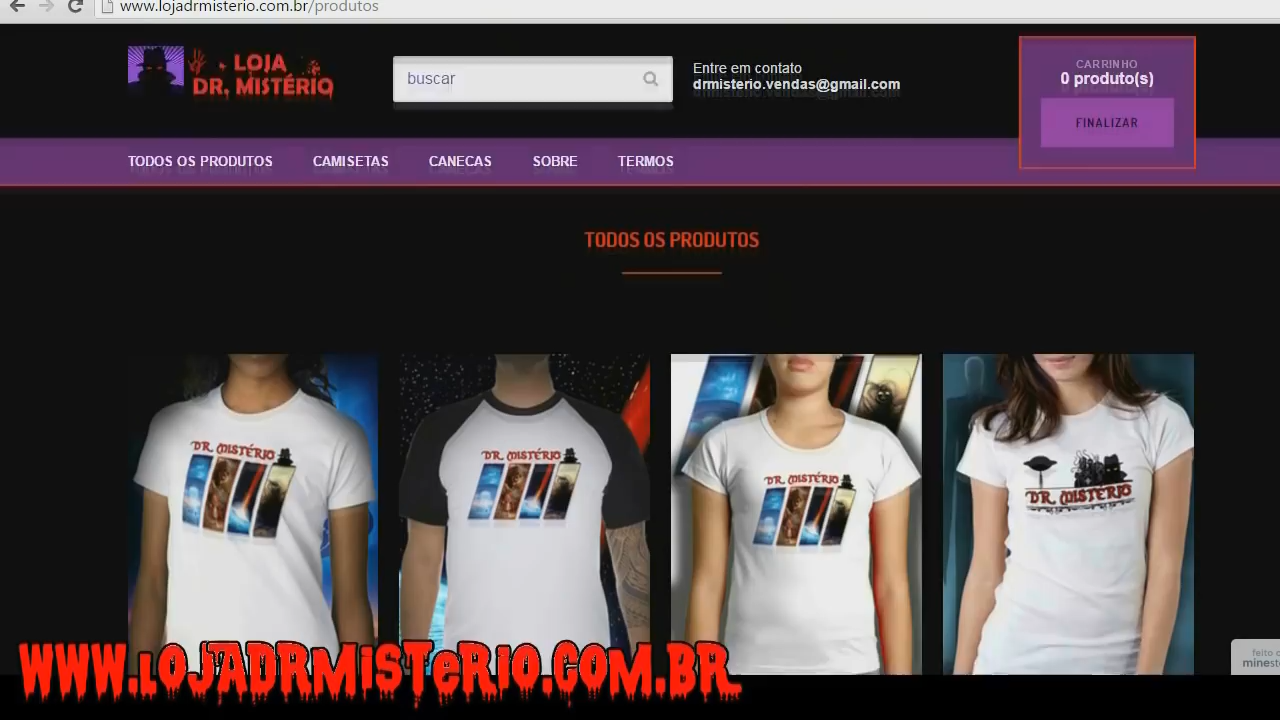 www.lojadrmisterio.com.br/produtos
LOJA
DR. MISTÉRIO
buscar
Entre em contato
drmisterio.vendas@gmail.com
CARRINHO
0 produto(s)
FINALIZAR
TODOS OS PRODUTOS
CAMISETAS
CANECAS
SOBRE
TERMOS
TODOS OS PRODUTOS
DR. MISTÉRIO
DR. MISTÉRIO
DR. MISTÉRIO
DR. MISTÉRIO
feito
WWW.LOJADRMISTERIO.COM.BR